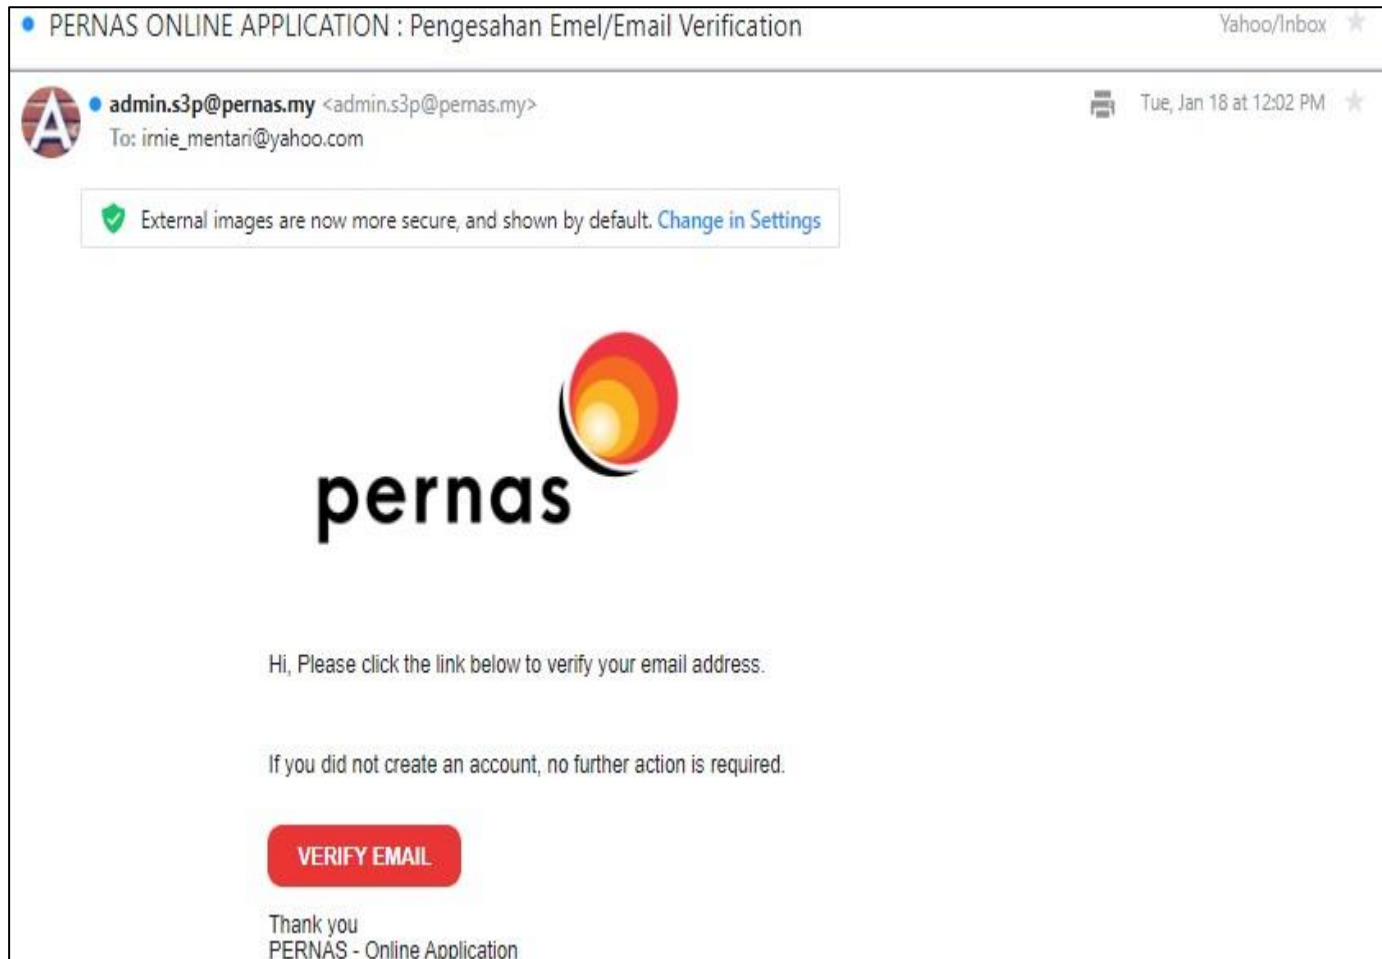 PERNAS ONLINE APPLICATION : Pengesahan Emel/Email Verification Yahoo/Inbox
A
admin.s3p@pernas.my <admin.s3p@pernas.my> Tue, Jan 18 at 12:02 PM
To: irnie_mentari@yahoo.com
External images are now more secure, and shown by default. Change in Settings
pernas
Hi, Please click the link below to verify your email address.
If you did not create an account, no further action is required.
VERIFY EMAIL
Thank you
PERNAS - Online Application